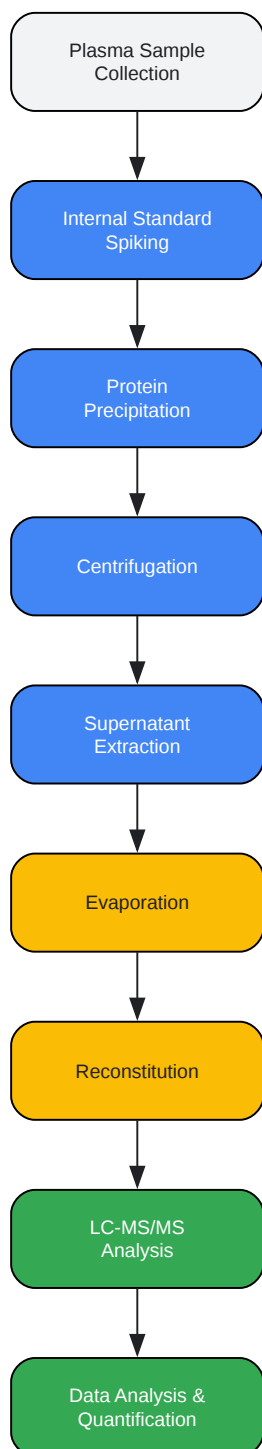 Plasma Sample
Collection
Internal Standard
Spiking
Protein
Precipitation
Centrifugation
Supernatant
Extraction
Evaporation
Reconstitution
LC-MS/MS
Analysis
Data Analysis &
Quantification